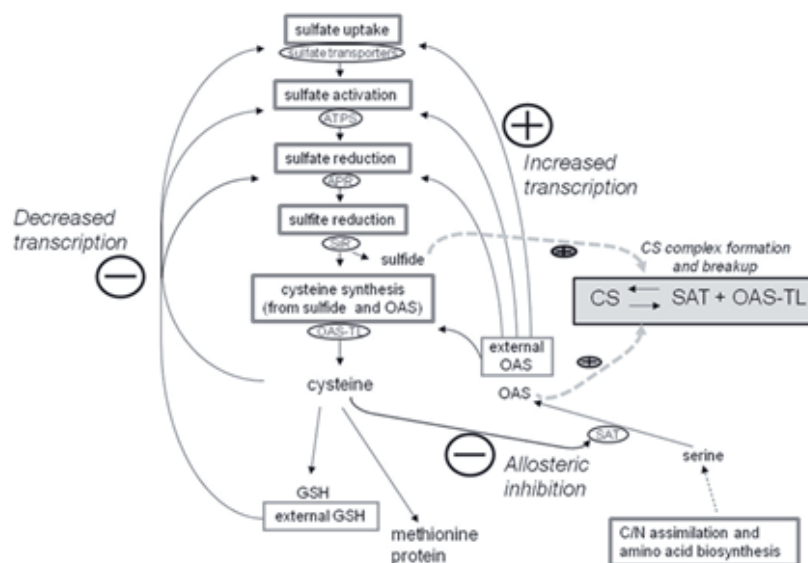 sulfate uptake
sulfate transporters
sulfate activation
ATPS
+
Increased
transcription
sulfate reduction
APR
Decreased
transcription
−
sulfite reduction
SiR
sulfide
+
CS complex formation
and breakup
CS SAT + OAS-TL
cysteine synthesis
(from sulfide and OAS)
OAS-TL
external
OAS
+
cysteine
OAS
SAT
−
Allosteric
inhibition
serine
GSH
external GSH
methionine
protein
C/N assimilation and
amino acid biosynthesis